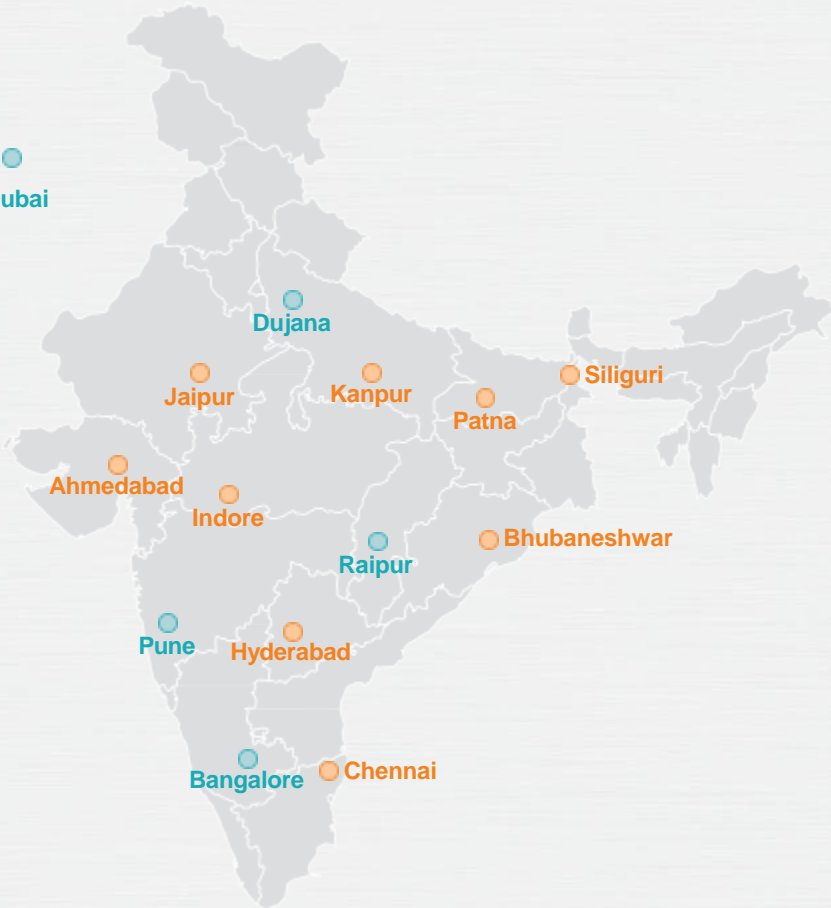 ubai
Dujana
Jaipur
Kanpur
Siliguri
Patna
Ahmedabad
Indore
Bhubaneshwar
Raipur
Pune
Hyderabad
Bangalore
Chennai